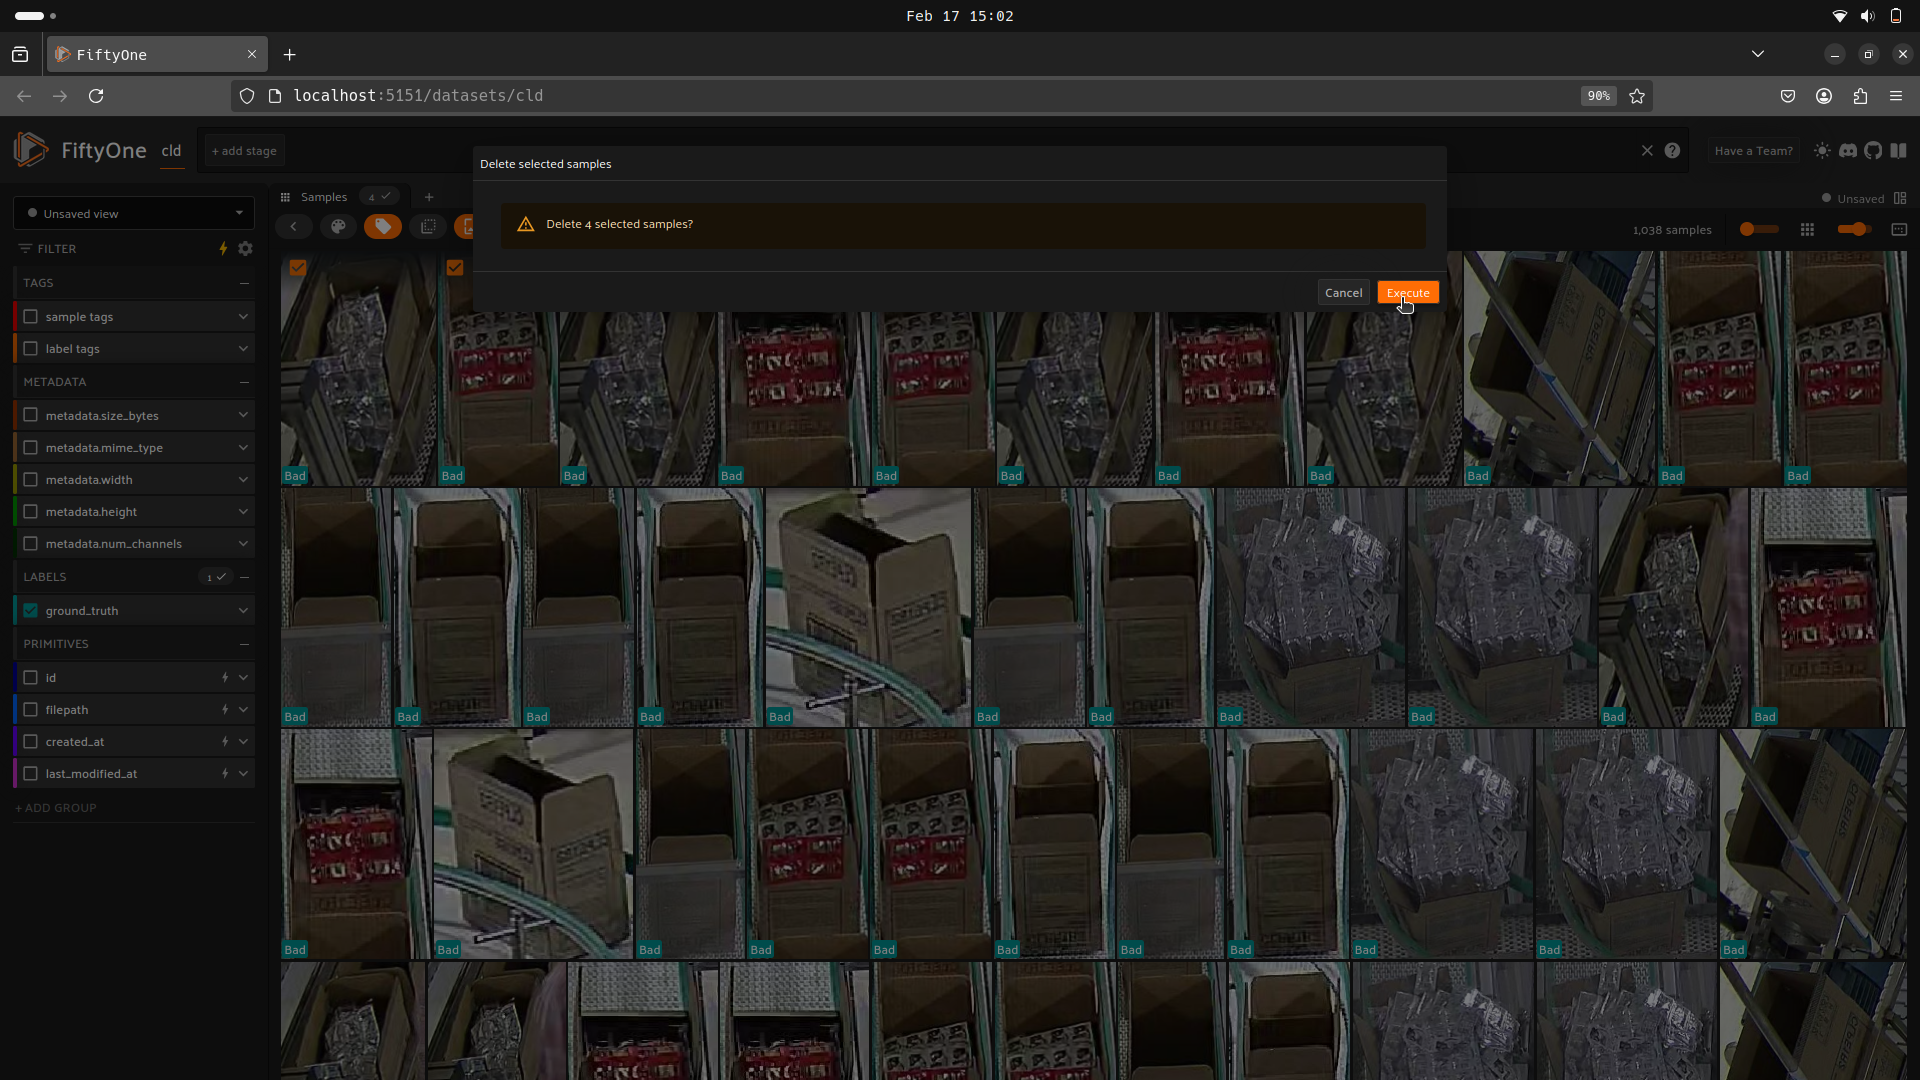 Feb 17 15:02
FiftyOne
localhost:5151/datasets/cld
90%
FiftyOne
cld
+ add stage
Have a Team?
Delete selected samples
Delete 4 selected samples?
Cancel
Execute
Unsaved view
Samples
4
+
Unsaved
FILTER
1,038 samples
TAGS
sample tags
label tags
METADATA
metadata.size_bytes
metadata.mime_type
metadata.width
metadata.height
metadata.num_channels
LABELS
1
ground_truth
PRIMITIVES
id
filepath
created_at
last_modified_at
+ ADD GROUP
Bad Bad Bad Bad Bad Bad Bad Bad Bad Bad Bad
Bad Bad Bad Bad Bad Bad Bad Bad Bad Bad Bad
Bad Bad Bad Bad Bad Bad Bad Bad Bad Bad Bad